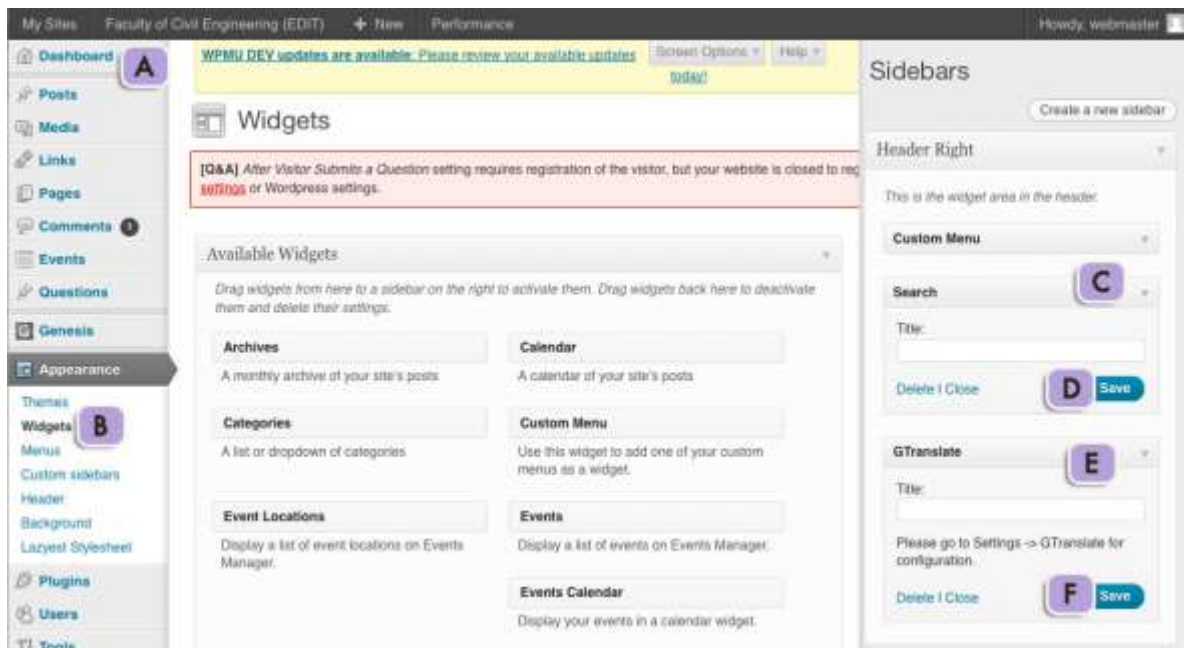 My Sites Faculty of Civil Engineering (EDIT) + New Performance Howdy, webmaster
Dashboard
A
Posts
Media
Links
Pages
Comments
Events
Questions
Genesis
Appearance
Themes
Widgets
B
Menus
Custom sidebars
Header
Background
Lazyest Stylesheet
Plugins
Users
Tools
WPMU DEV updates are available: Please review your available updates
today!
Screen Options Help
Widgets
[Q&A] After Visitor Submits a Question setting requires registration of the visitor, but your website is closed to
settings or Wordpress settings.
Available Widgets
Drag widgets from here to a sidebar on the right to activate them. Drag widgets back here to deactivate
them and delete their settings.
Archives
A monthly archive of your site's posts
Calendar
A calendar of your site's posts
Categories
A list or dropdown of categories
Custom Menu
Use this widget to add one of your custom
menus as a widget.
Event Locations
Display a list of event locations on Events
Manager.
Events
Display a list of events on Events Manager.
Events Calendar
Display your events in a calendar widget.
Sidebars
Create a new sidebar
Header Right
This is the widget area in the header.
Custom Menu
C
Search
Title:
Delete | Close
D
Save
GTranslate
E
Title:
Please go to Settings -> GTranslate for
configuration.
Delete | Close
F
Save